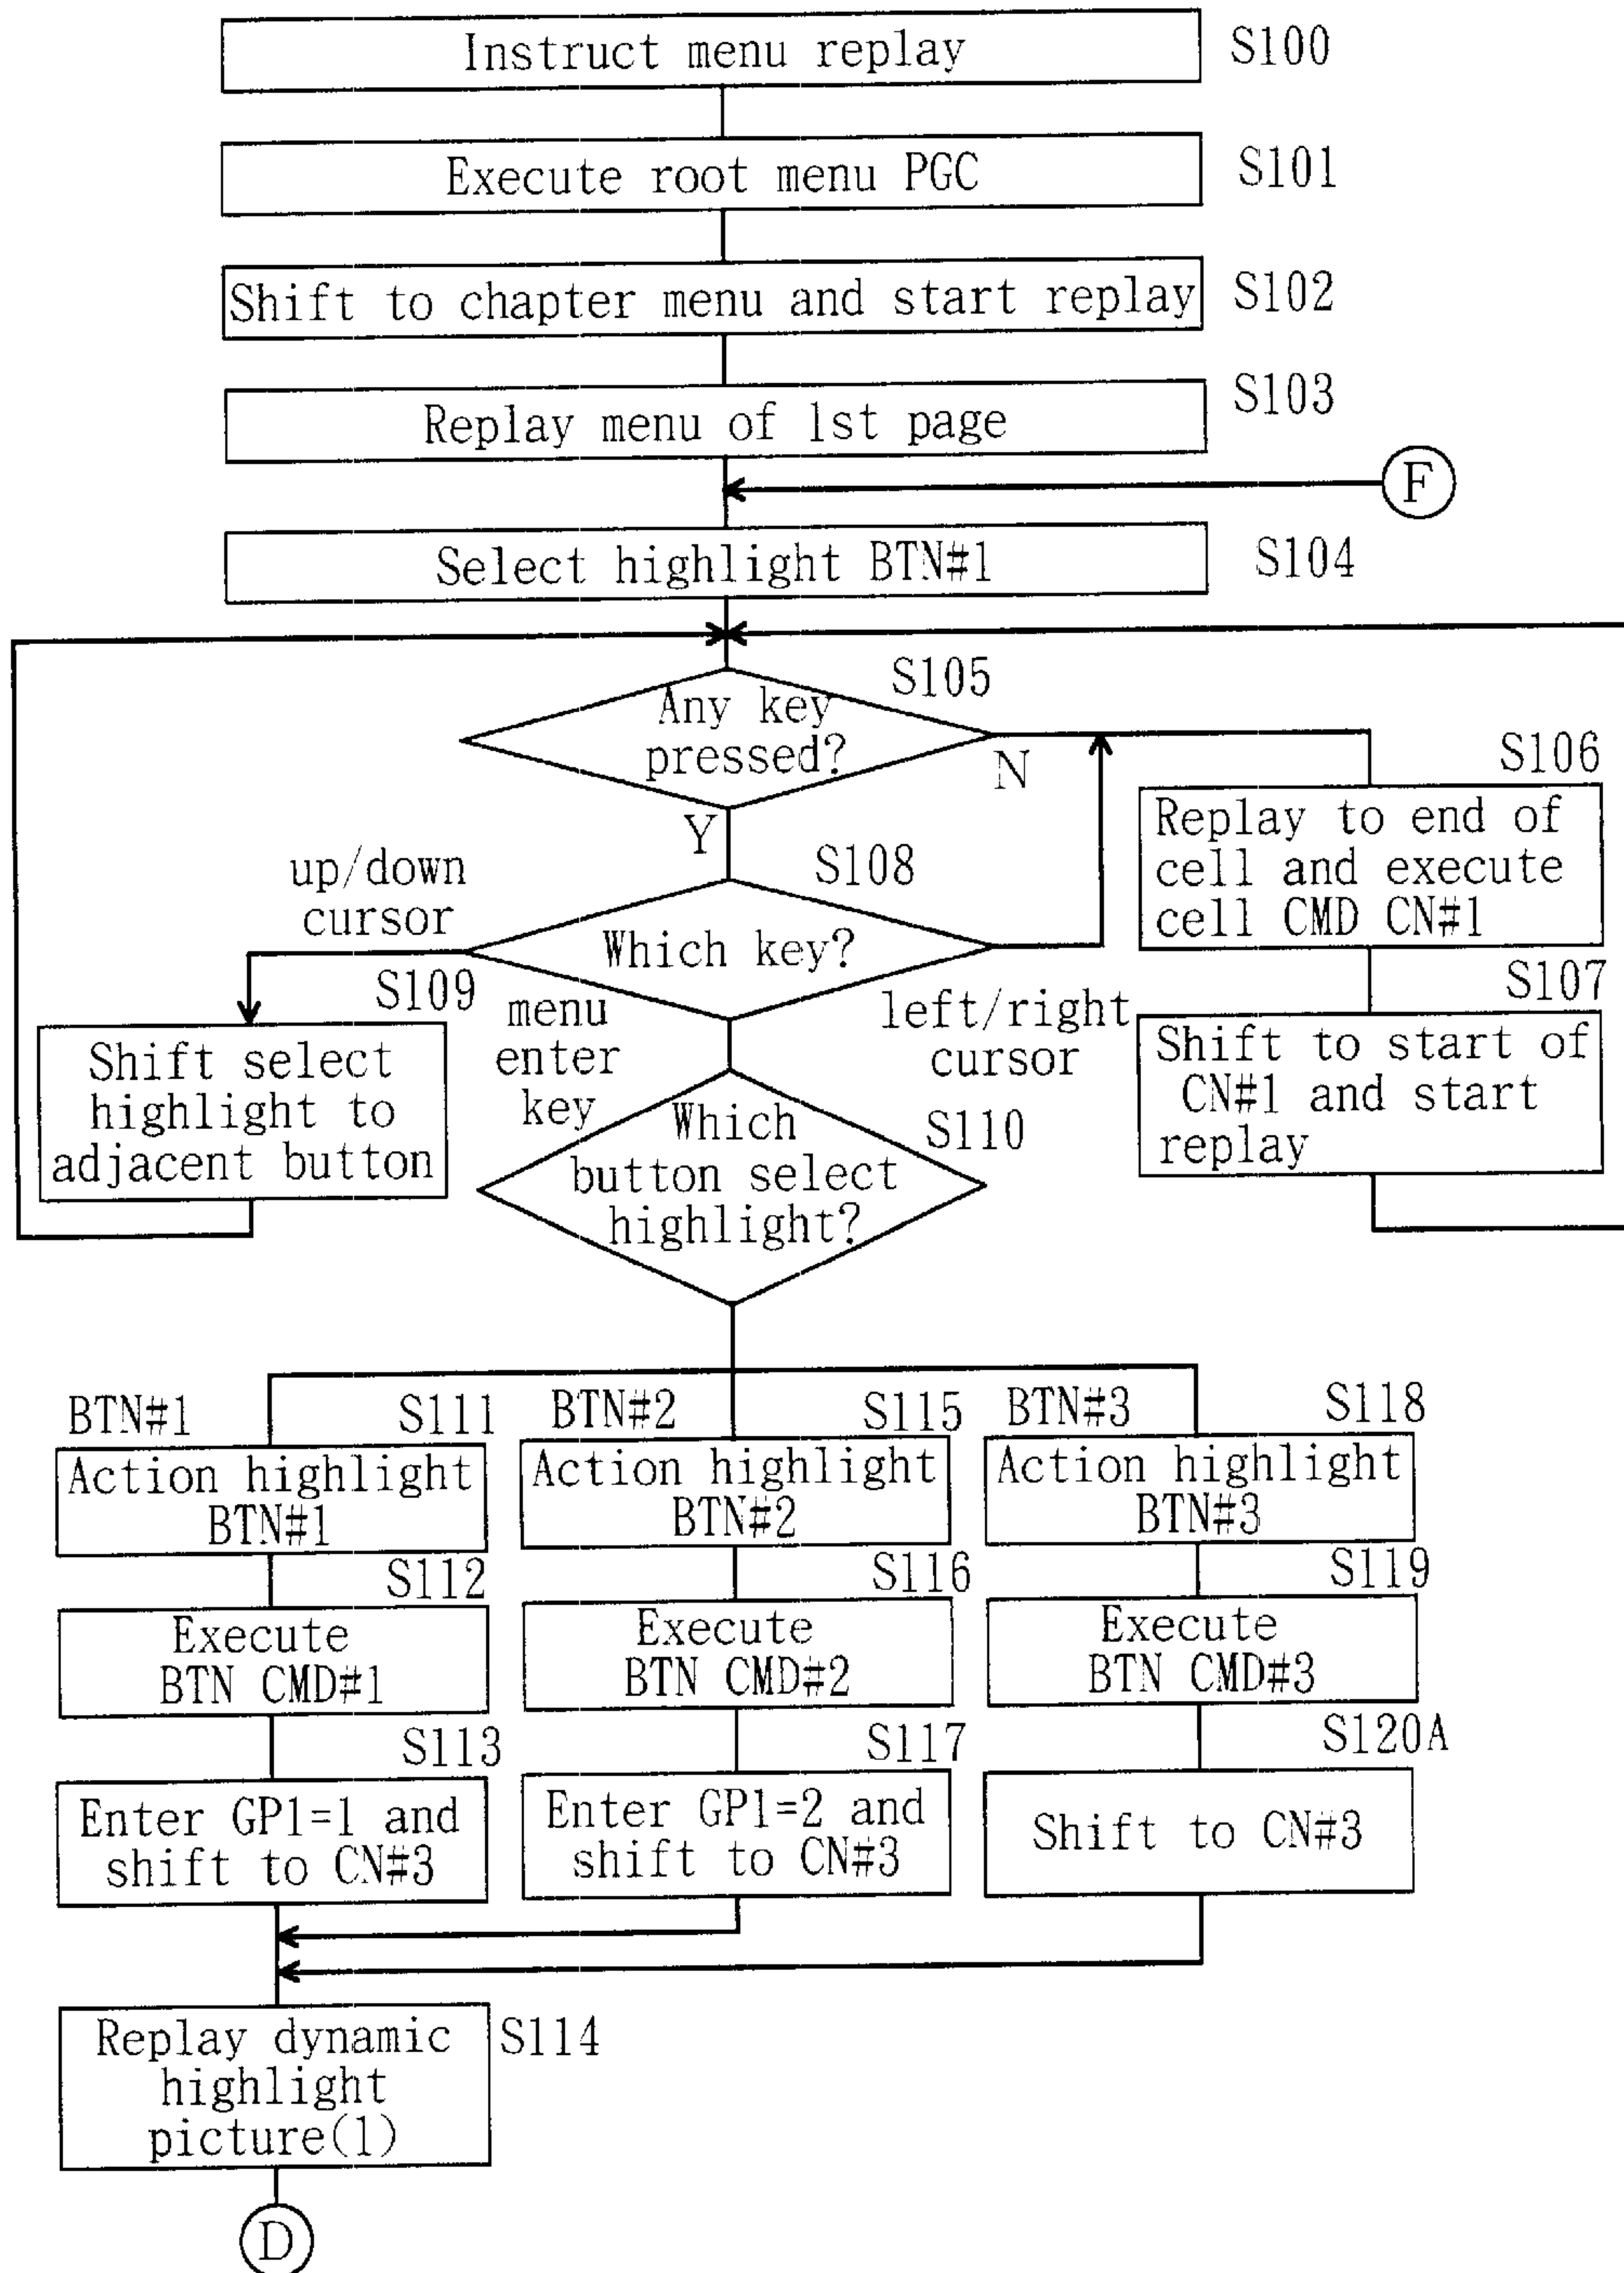 Instruct menu replay
S100
Execute root menu PGC
S101
Shift to chapter menu and start replay
S102
Replay menu of 1st page
S103
F
Select highlight BTN#1
S104
S105
Any key
pressed?
N
Y
S106
Replay to end of
cell and execute
cell CMD CN#1
up/down
cursor
S108
Which key?
S109
menu
enter
key
left/right
cursor
S107
Shift to start of
CN#1 and start
replay
Shift select
highlight to
adjacent button
S110
Which
button select
highlight?
BTN#1
S111
BTN#2
S115
BTN#3
S118
Action highlight
BTN#1
Action highlight
BTN#2
Action highlight
BTN#3
S112
S116
S119
Execute
BTN CMD#1
Execute
BTN CMD#2
Execute
BTN CMD#3
S113
S117
S120A
Enter GP1=1 and
shift to CN#3
Enter GP1=2 and
shift to CN#3
Shift to CN#3
Replay dynamic
highlight
picture(1)
S114
D